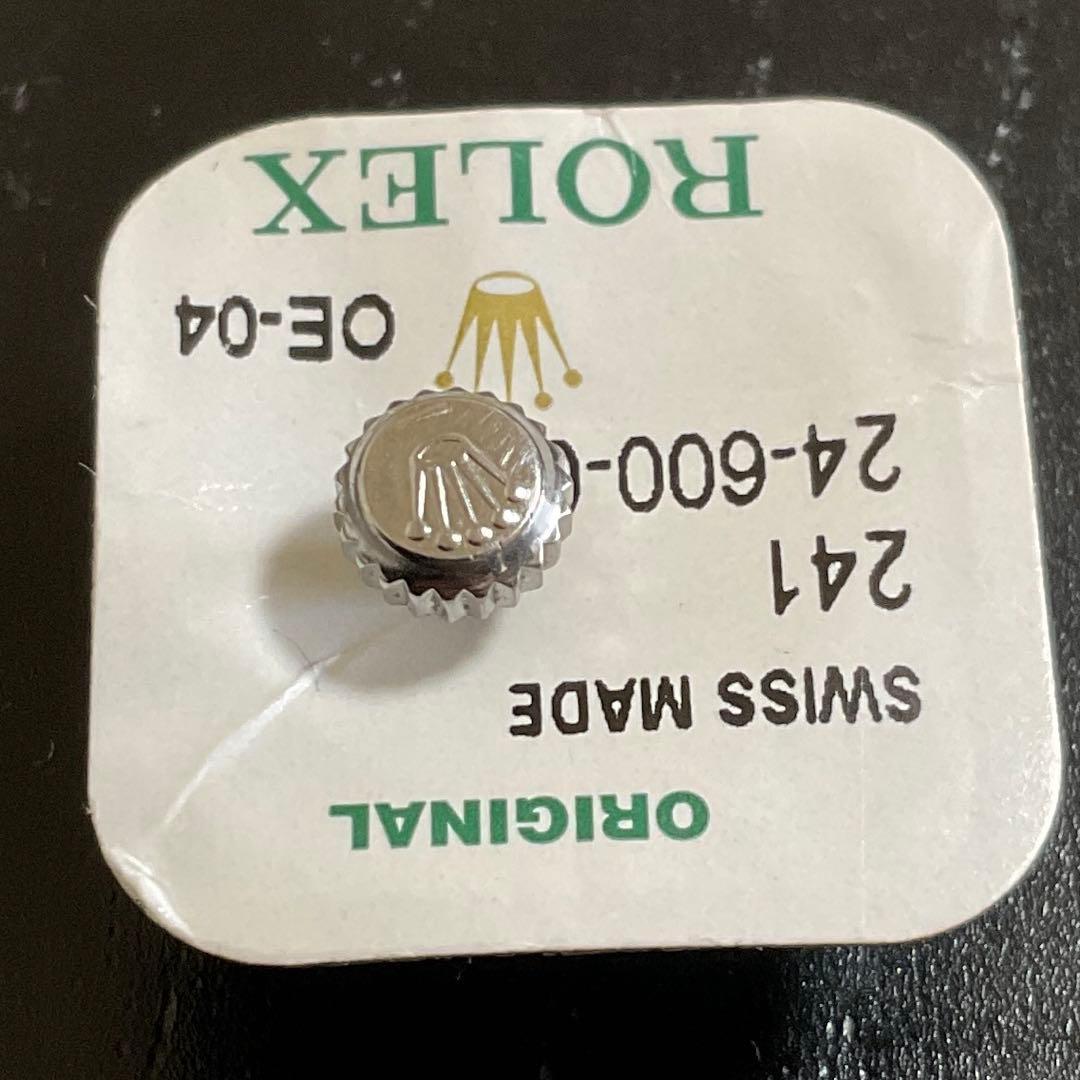 ROLEX
OE-04
24-600-
241
SWISS MADE
ORIGINAL